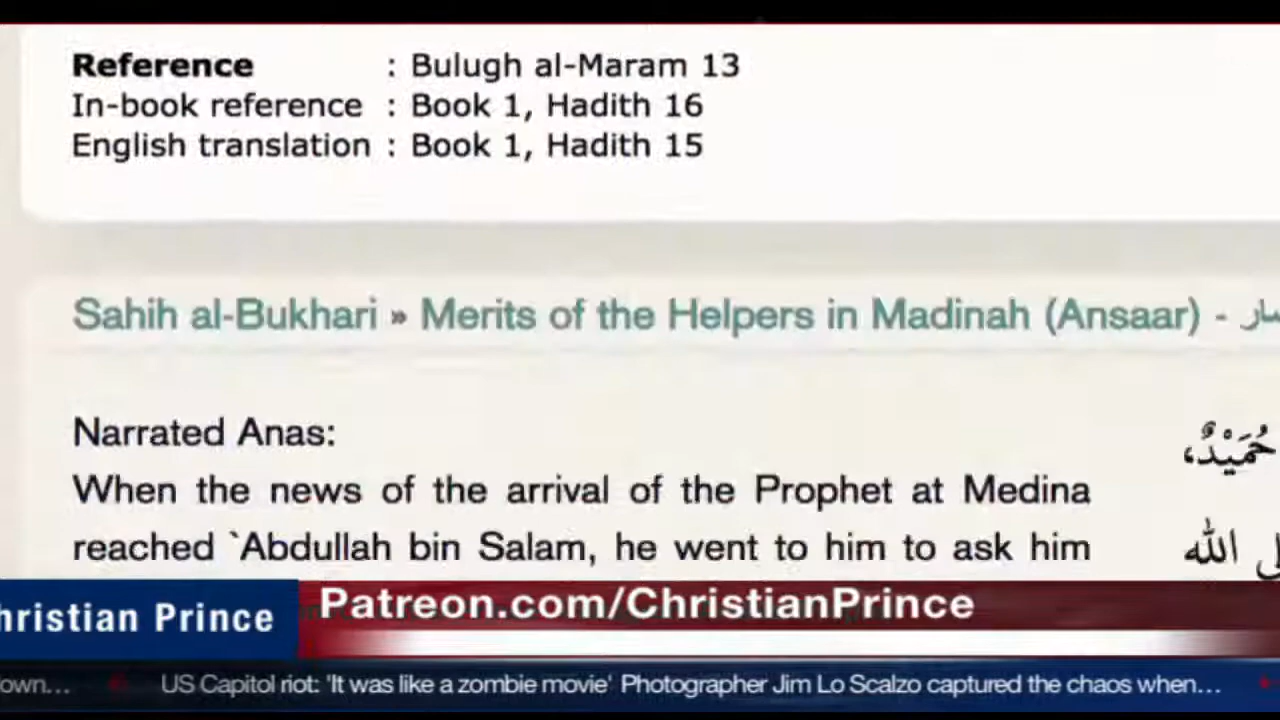 Reference : Bulugh al-Maram 13
In-book reference : Book 1, Hadith 16
English translation : Book 1, Hadith 15
Sahih al-Bukhari » Merits of the Helpers in Madinah (Ansaar) -
Narrated Anas:
حُمَيْدٌ،
When the news of the arrival of the Prophet at Medina
reached `Abdullah bin Salam, he went to him to ask him
الله
hristian Prince
Patreon.com/ChristianPrince
own... US Capitol riot: 'It was like a zombie movie' Photographer Jim Lo Scalzo captured the chaos when...